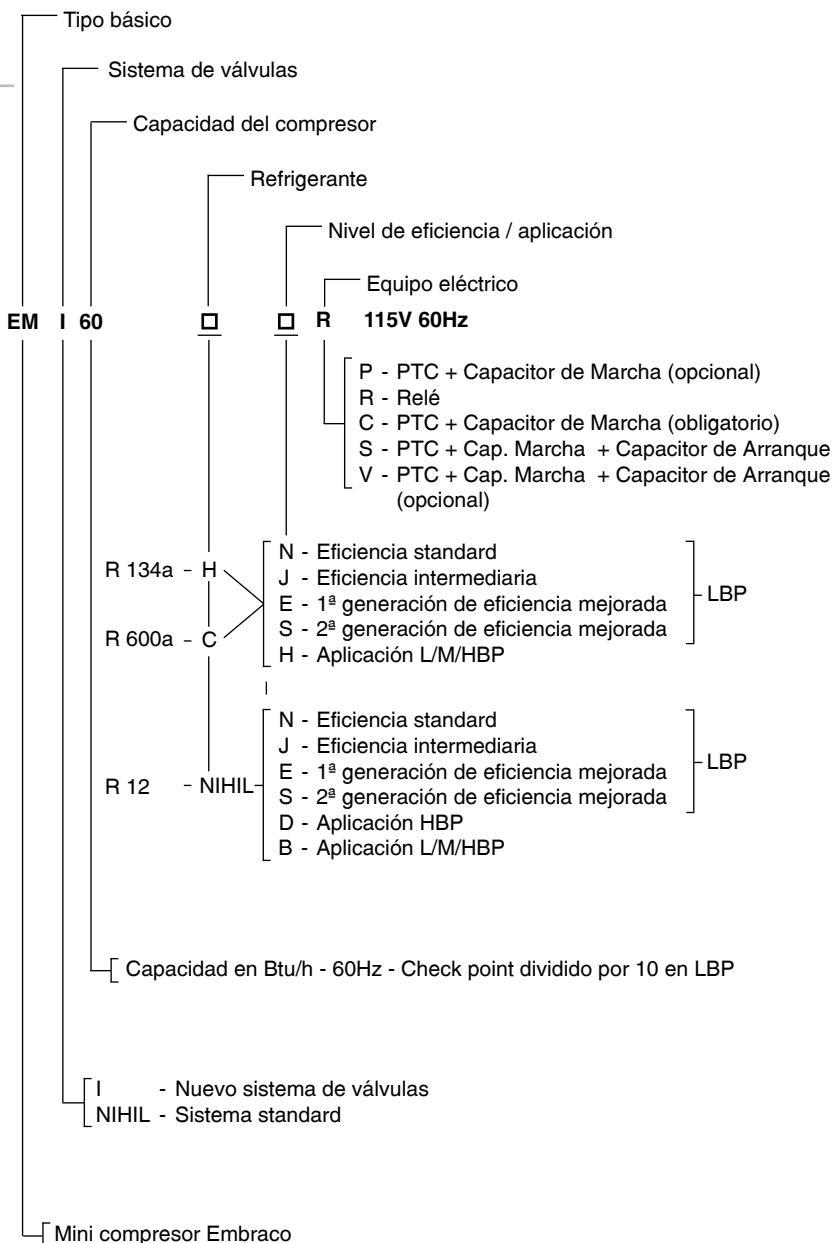 Tipo básico
Sistema de válvulas
Capacidad del compresor
Refrigerante
Nivel de eficiencia / aplicación
Equipo eléctrico
EM I 60 R 115V 60Hz
P - PTC + Capacitor de Marcha (opcional)
R - Relé
C - PTC + Capacitor de Marcha (obligatorio)
S - PTC + Cap. Marcha + Capacitor de Arranque
V - PTC + Cap. Marcha + Capacitor de Arranque
(opcional)
R 134a - H
R 600a - C
N - Eficiencia standard
J - Eficiencia intermediaria
E - 1ª generación de eficiencia mejorada
S - 2ª generación de eficiencia mejorada
H - Aplicación L/M/HBP
LBP
R 12 - NIHIL
N - Eficiencia standard
J - Eficiencia intermediaria
E - 1ª generación de eficiencia mejorada
S - 2ª generación de eficiencia mejorada
D - Aplicación HBP
B - Aplicación L/M/HBP
LBP
Capacidad en Btu/h - 60Hz - Check point dividido por 10 en LBP
I - Nuevo sistema de válvulas
NIHIL - Sistema standard
Mini compresor Embraco